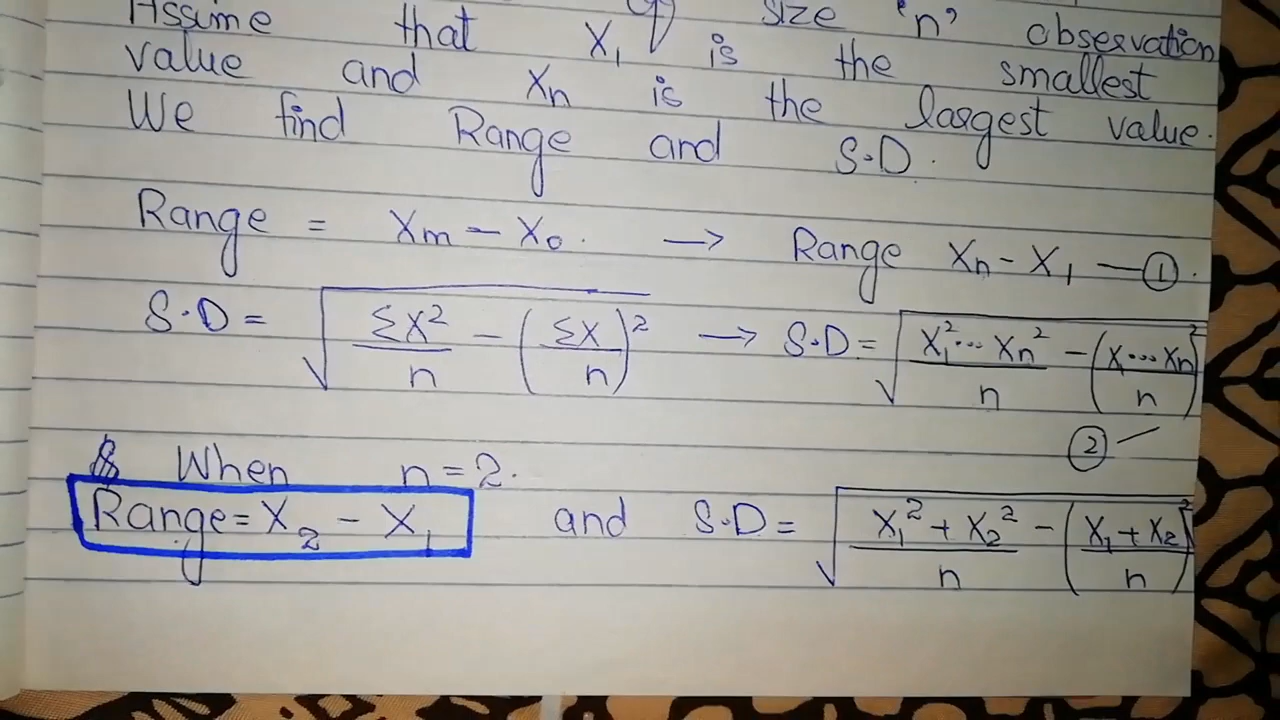 Assume that of size 'n' observation
value and X₁ is the smallest
We find Xn is the largest value.
Range and S.D.
Range = Xm - X₀. → Range Xn - X₁ — ①.
S.D = √(ΣX²/n - (ΣX/n)²) → S.D = √(X₁²... Xn²/n - (X₁... Xn/n)²)
② —
When n = 2.
Range = X₂ - X₁ and S.D = √(X₁² + X₂²/n - (X₁ + X₂/n)²)